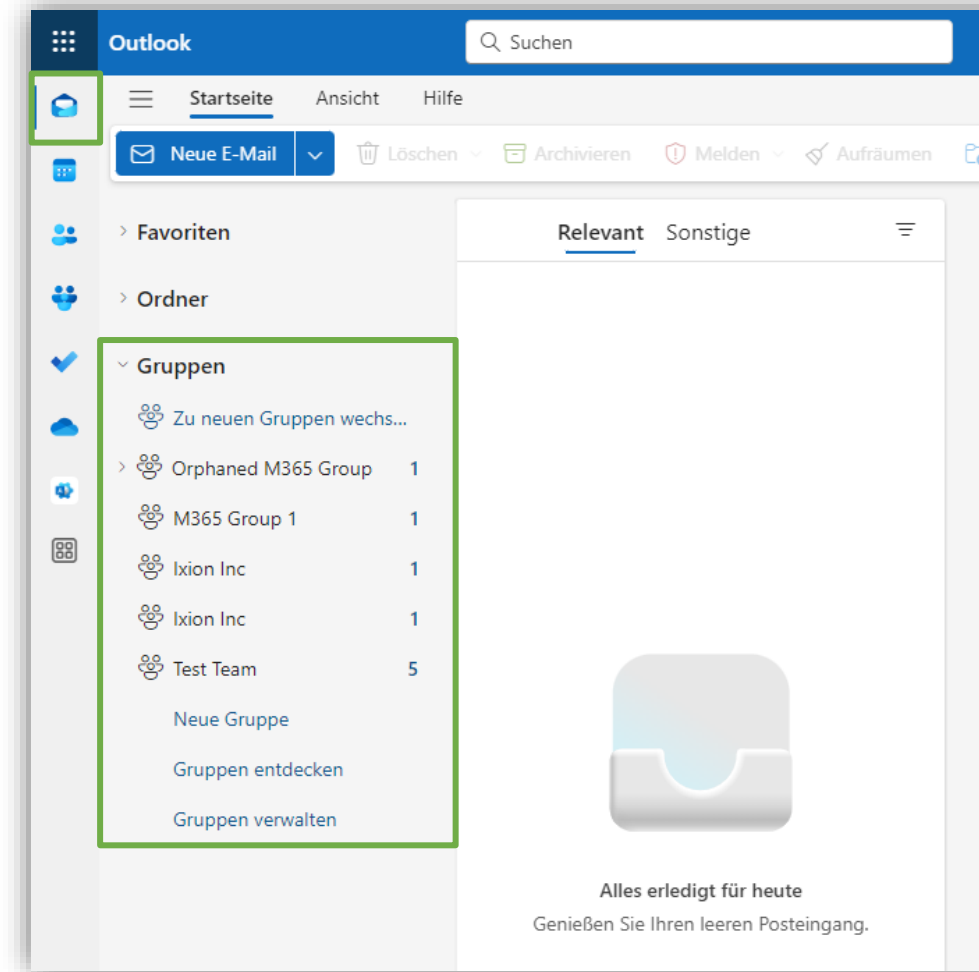 Outlook
Suchen
Startseite Ansicht Hilfe
Neue E-Mail Löschen Archivieren Melden Aufräumen
Favoriten
Relevant Sonstige
Ordner
Gruppen
Zu neuen Gruppen wechs...
Orphaned M365 Group 1
M365 Group 1 1
Ixion Inc 1
Ixion Inc 1
Test Team 5
Neue Gruppe
Gruppen entdecken
Gruppen verwalten
Alles erledigt für heute
Genießen Sie Ihren leeren Posteingang.